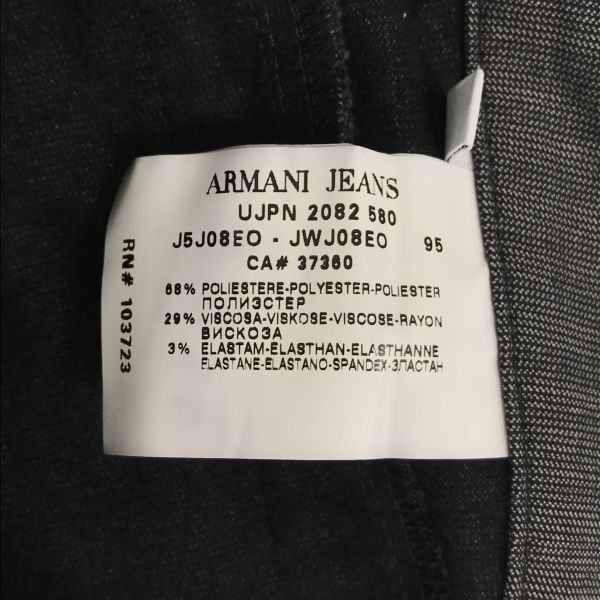 ARMANI JEANS
UJPN 2082 580
J5J08EO - JWJ08EO 95
CA# 37360
68% POLIESTERE-POLYESTER-POLIESTER
ПОЛИЭСТЕР
29% VISCOSA-VISKOSE-VISCOSE-RAYON
ВИСКОЗА
3% ELASTAM-ELASTHAN-ELASTHANNE
ELASTANE-ELASTANO-SPANDEX-ЭЛАСТАН
RN# 103723